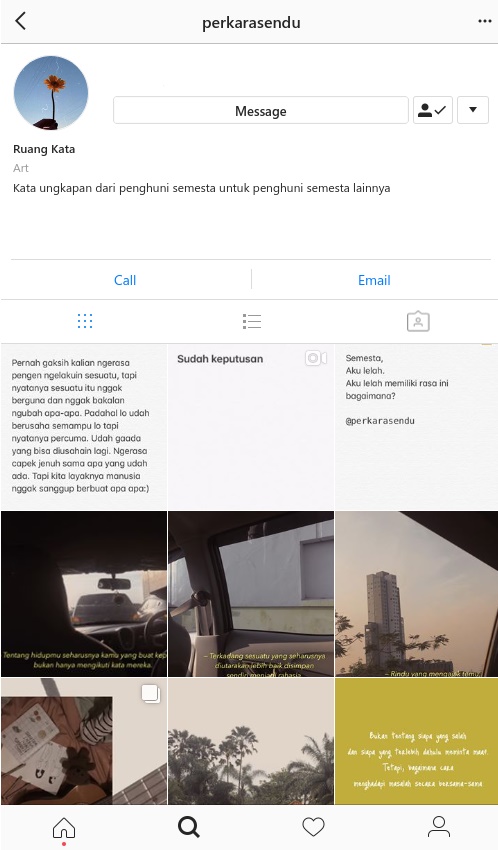 perkarasendu
Message
Ruang Kata
Art
Kata ungkapan dari penghuni semesta untuk penghuni semesta lainnya
Call
Email
Pernah gaksih kalian ngerasa
pengen ngelakuin sesuatu, tapi
nyatanya sesuatu itu nggak
berguna dan nggak bakalan
ngubah apa-apa. Padahal lo udah
berusaha semampu lo tapi
nyatanya percuma. Udah gaada
yang bisa diusahain lagi. Ngerasa
capek jenuh sama apa yang udah
ada. Tapi kita layaknya manusia
nggak sanggup berbuat apa apa:)
Sudah keputusan
Semesta,
Aku lelah.
Aku lelah memiliki rasa ini
bagaimana?
@perkarasendu
Tentang hidupmu seharusnya kamu yang buat kep
bukan hanya mengikuti kata mereka.
– Terkadang sesuatu yang seharusnya
diutarakan lebih baik disimpan
sendiri menjadi rahasia
– Rindu yang mengajak temu,
Bukan tentang siapa yang salah
dan siapa yang terlebih dahulu meminta maaf.
Tetapi, bagaimana cara
menghadapi masalah secara bersama-sama